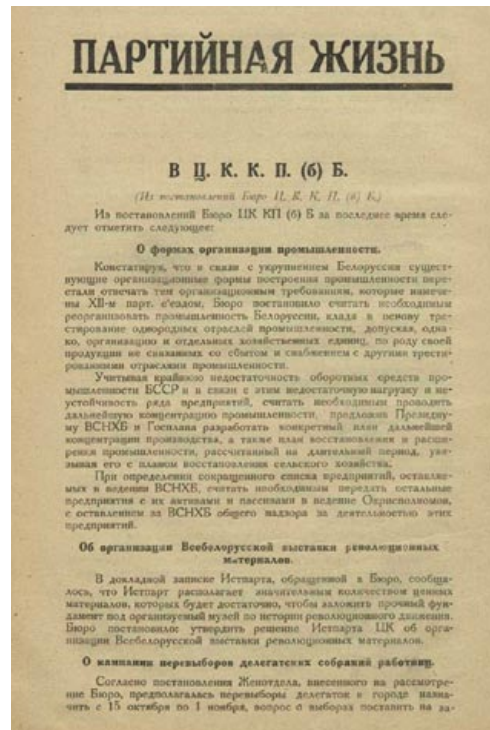 ПАРТИЙНАЯ ЖИЗНЬ
В Ц. К. К. П. (б) Б.
(Из постановлений Бюро Ц. К. К. П. (б) Б.)
Из постановлений Бюро ЦК КП (б) Б за последнее время сле-
дует отметить следующее:
О формах организации промышленности.
Констатируя, что в связи с укрупнением Белоруссии сущест-
вующие организационные формы построения промышленности пере-
стали отвечать тем организационным требованиям, которые намече-
ны XII-м парт. с'ездом, Бюро постановило считать необходимым
реорганизовать промышленность Белоруссии, кладя в основу тре-
стирование однородных отраслей промышленности, допуская, одна-
ко, организацию и отдельных хозяйственных единиц, по роду своей
продукции не связанных со сбытом и снабжением с другими трести-
рованными отраслями промышленности.
Учитывая крайнюю недостаточность оборотных средств про-
мышленности БССР и в связи с этим недостаточную нагрузку и не-
устойчивость ряда предприятий, считать необходимым проводить
дальнейшую концентрацию промышленности, предложив Президиу-
му ВСНХБ и Госплана разработать конкретный план дальнейшей
концентрации производства, а также план восстановления и расши-
рения промышленности, рассчитанный на длительный период, увя-
зывая его с планом восстановления сельского хозяйства.
При определении сокращенного списка предприятий, оставляе-
мых в ведении ВСНХБ, считать необходимым передать остальные
предприятия с их активами и пассивами в ведение Окрисполкомов,
с оставлением за ВСНХБ общего надзора за деятельностью этих
предприятий.
Об организации Всебелорусской выставки революционных
материалов.
В докладной записке Истпарта, обращенной в Бюро, сообща-
лось, что Истпарт располагает значительным количеством ценных
материалов, которых будет достаточно, чтобы заложить прочный фун-
дамент под организуемый музей по истории революционного движения.
Бюро постановило: утвердить решение Истпарта ЦК об орга-
низации Всебелорусской выставки революционных материалов.
О кампании перевыборов делегатских собраний работниц.
Согласно постановления Женотдела, внесенного на рассмотре-
ние Бюро, предполагалась перевыборы делегаток в городе назна-
чить с 15 октября по 1 ноября, вопрос о выборах поставить на за-